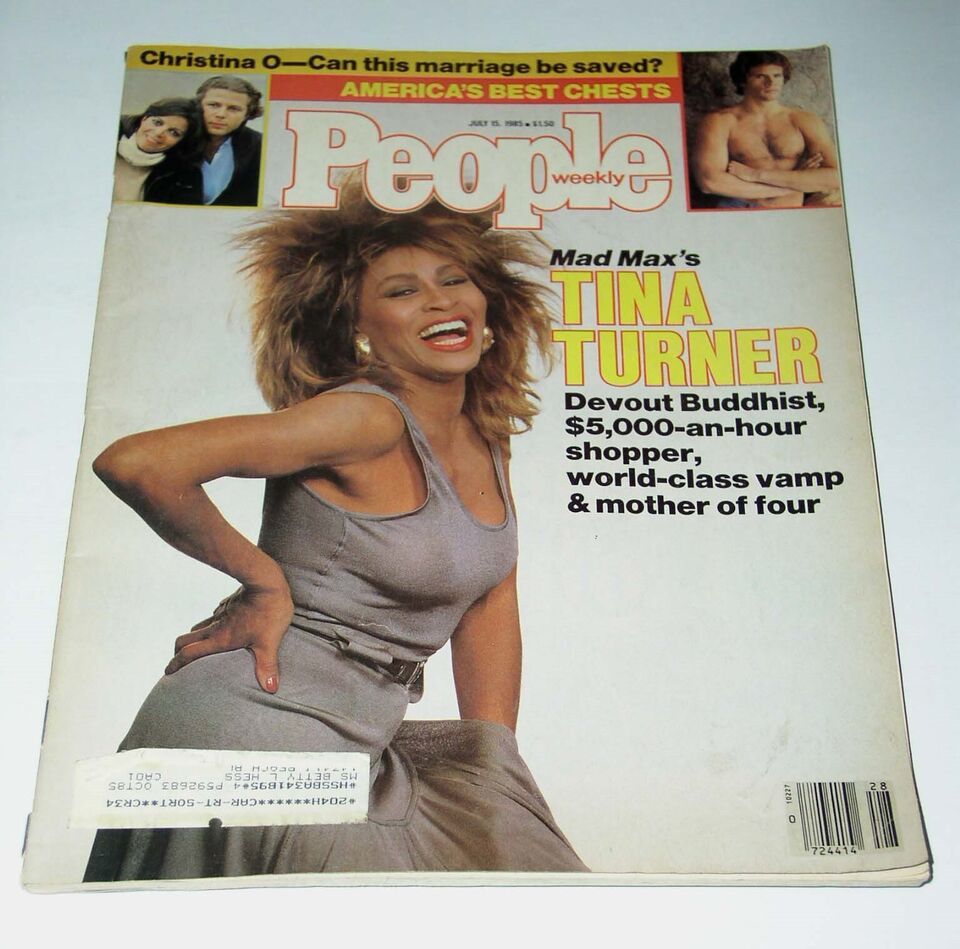 Christina O—Can this marriage be saved?
AMERICA'S BEST CHESTS
JULY 15, 1985 • $1.50
People
weekly
Mad Max's
TINA
TURNER
Devout Buddhist,
$5,000-an-hour
shopper,
world-class vamp
& mother of four
#204H******CAR-RT-SORT**CR34
#HSSBA341B95#4 P592683 OCT85
MS BETTY L HESS
CA01
10227
28
0
724414